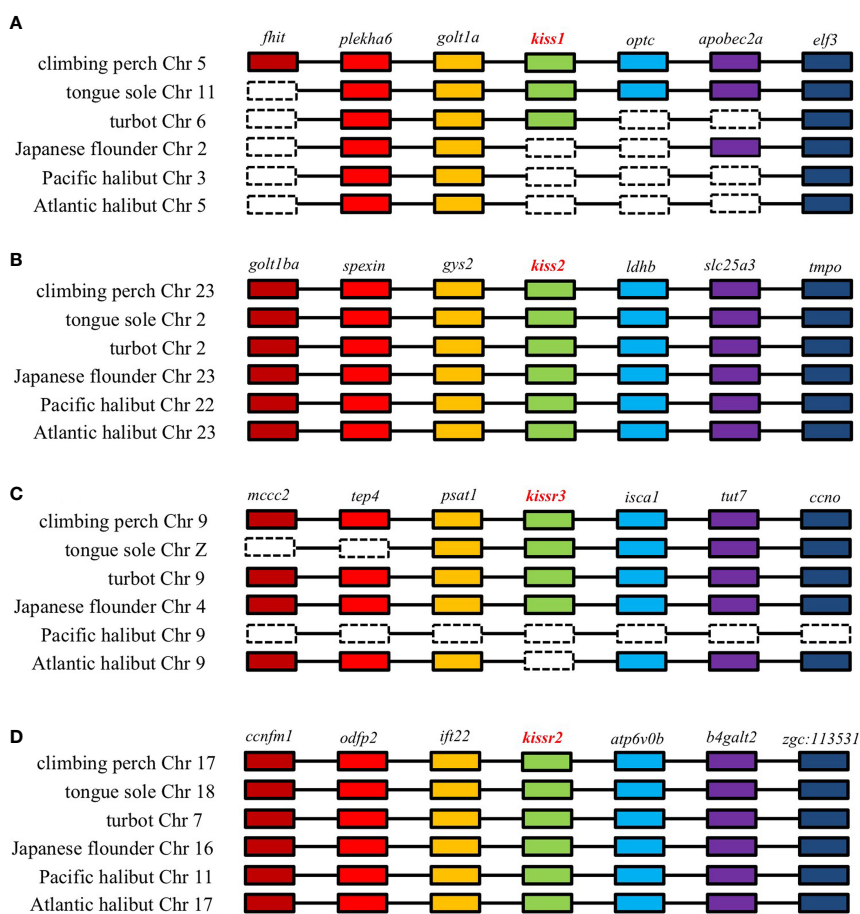 A
fhit plekha6 golt1a kiss1 optc apobec2a elf3
climbing perch Chr 5
tongue sole Chr 11
turbot Chr 6
Japanese flounder Chr 2
Pacific halibut Chr 3
Atlantic halibut Chr 5
B
golt1ba spexin gys2 kiss2 ldhb slc25a3 tmpo
climbing perch Chr 23
tongue sole Chr 2
turbot Chr 2
Japanese flounder Chr 23
Pacific halibut Chr 22
Atlantic halibut Chr 23
C
mccc2 tep4 psat1 kissr3 isca1 tut7 ccno
climbing perch Chr 9
tongue sole Chr Z
turbot Chr 9
Japanese flounder Chr 4
Pacific halibut Chr 9
Atlantic halibut Chr 9
D
ccnfm1 odfp2 ift22 kissr2 atp6v0b b4galt2 zgc:113531
climbing perch Chr 17
tongue sole Chr 18
turbot Chr 7
Japanese flounder Chr 16
Pacific halibut Chr 11
Atlantic halibut Chr 17